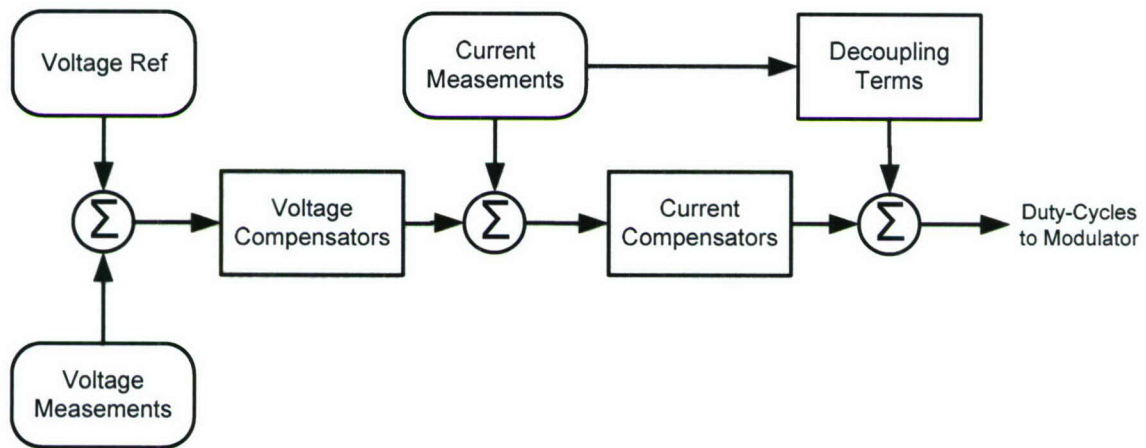 Voltage Ref
Current
Measements
Decoupling
Terms
Σ
Voltage
Compensators
Σ
Current
Compensators
Σ
Duty-Cycles
to Modulator
Voltage
Measements